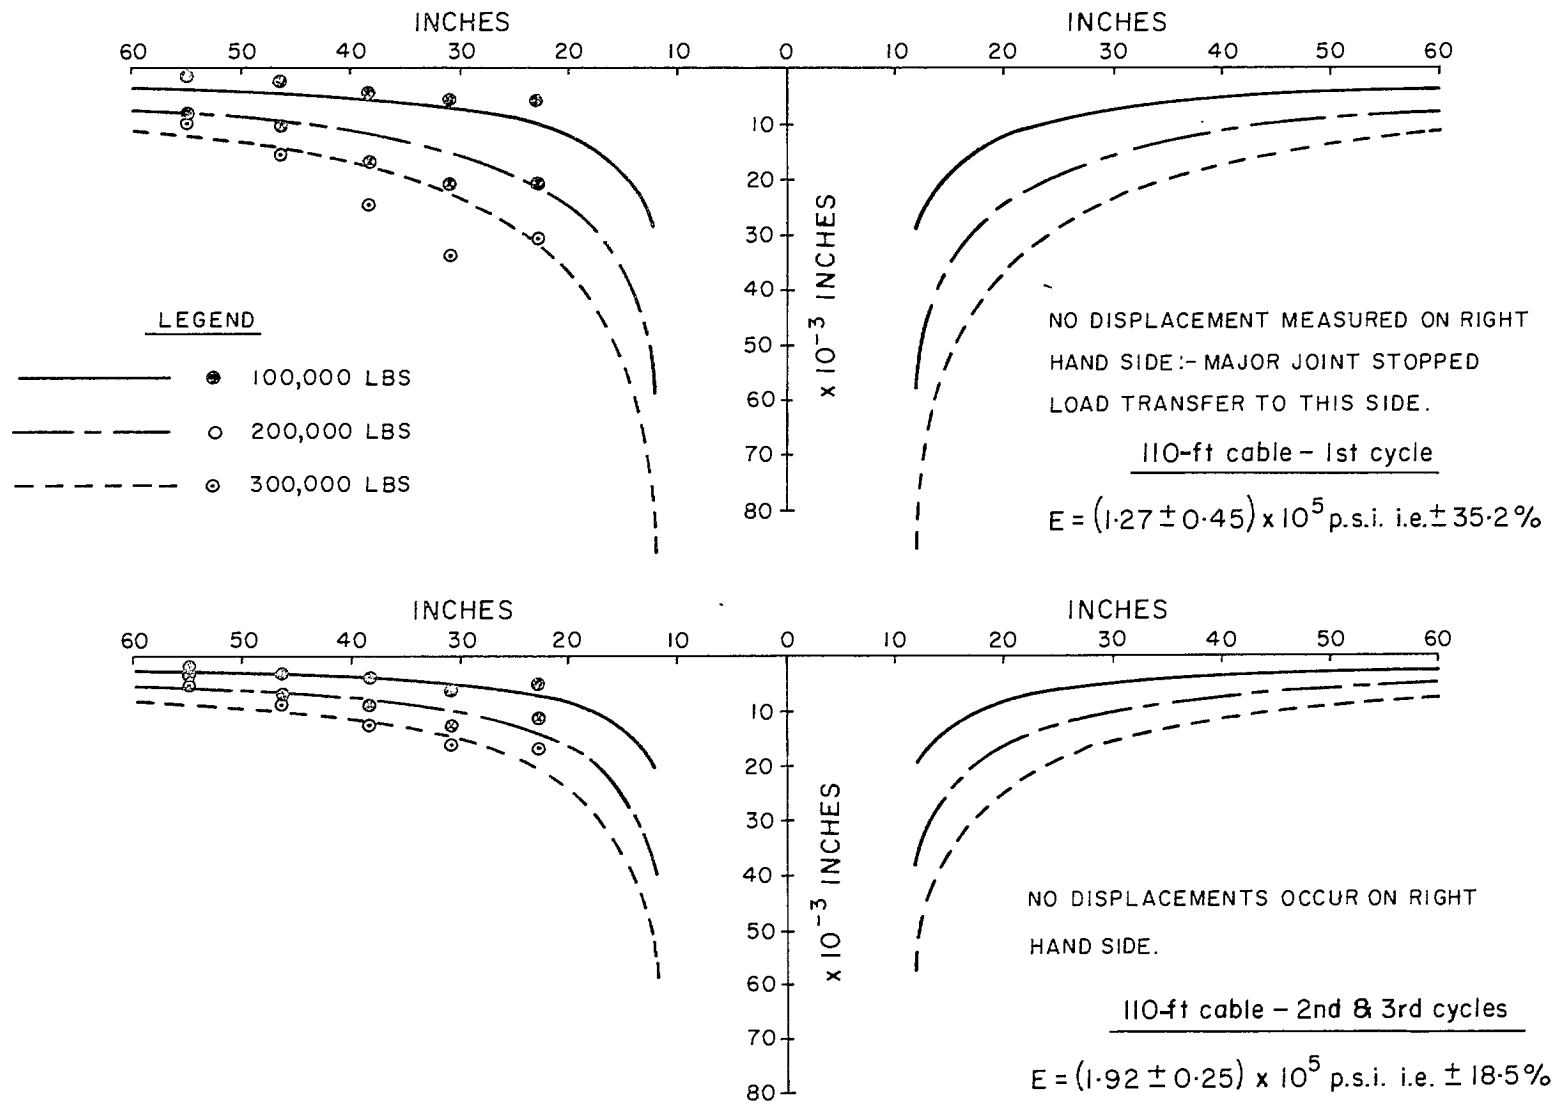 INCHES INCHES
60 50 40 30 20 10 0 10 20 30 40 50 60
10
20
30
40
50
60
70
80
x 10⁻³ INCHES
LEGEND
100,000 LBS
200,000 LBS
300,000 LBS
NO DISPLACEMENT MEASURED ON RIGHT
HAND SIDE:- MAJOR JOINT STOPPED
LOAD TRANSFER TO THIS SIDE.
110-ft cable - 1st cycle
E = (1·27 ± 0·45) x 10⁵ p.s.i. i.e. ± 35·2%
INCHES INCHES
60 50 40 30 20 10 0 10 20 30 40 50 60
10
20
30
40
50
60
70
80
x 10⁻³ INCHES
NO DISPLACEMENTS OCCUR ON RIGHT
HAND SIDE.
110-ft cable - 2nd & 3rd cycles
E = (1·92 ± 0·25) x 10⁵ p.s.i. i.e. ± 18·5%